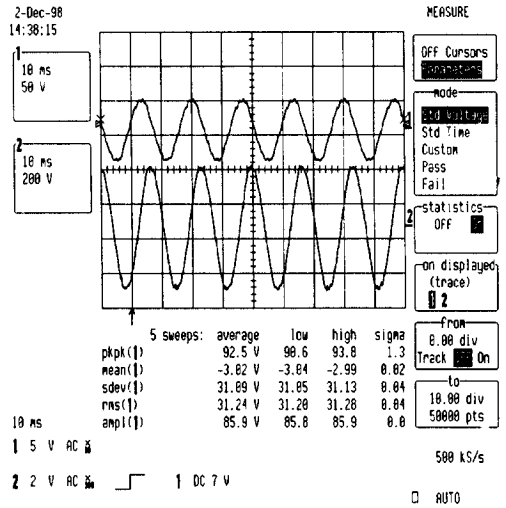 2-Dec-98
14:38:15
MEASURE
1
10 ms
50 V
2
10 ms
200 V
OFF Cursors
Parameters
mode
Std Voltage
Std Time
Custom
Pass
Fail
statistics
OFF
on displayed
(trace)
1 2
from
0.00 div
Track On
to
10.00 div
50000 pts
1
2
5 sweeps: average low high sigma
pkpk(1) 92.5 V 90.6 93.8 1.3
mean(1) -3.02 V -3.04 -2.99 0.02
sdev(1) 31.09 V 31.05 31.13 0.04
rms(1) 31.24 V 31.20 31.28 0.04
ampl(1) 85.9 V 85.8 85.9 0.0
10 ms
1 5 V AC
2 2 V AC
1 DC 7 V
500 kS/s
AUTO